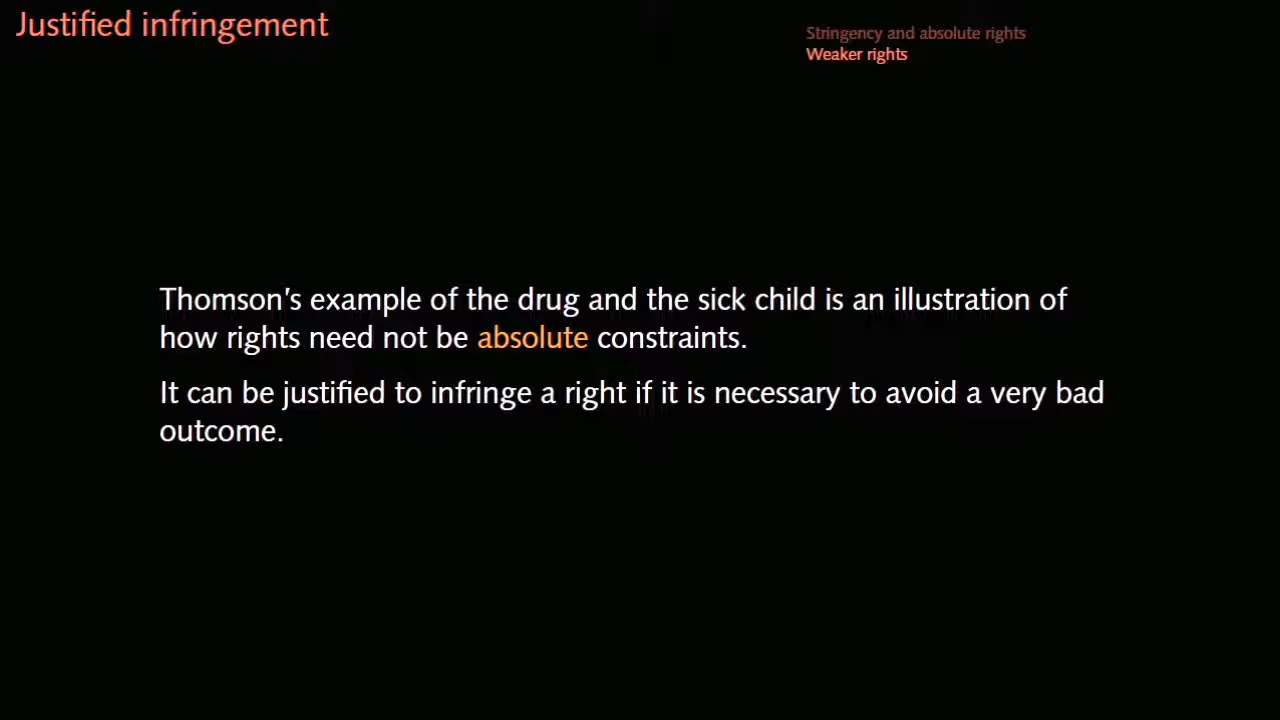 Justified infringement
Stringency and absolute rights
Weaker rights
Thomson's example of the drug and the sick child is an illustration of
how rights need not be absolute constraints.
It can be justified to infringe a right if it is necessary to avoid a very bad
outcome.